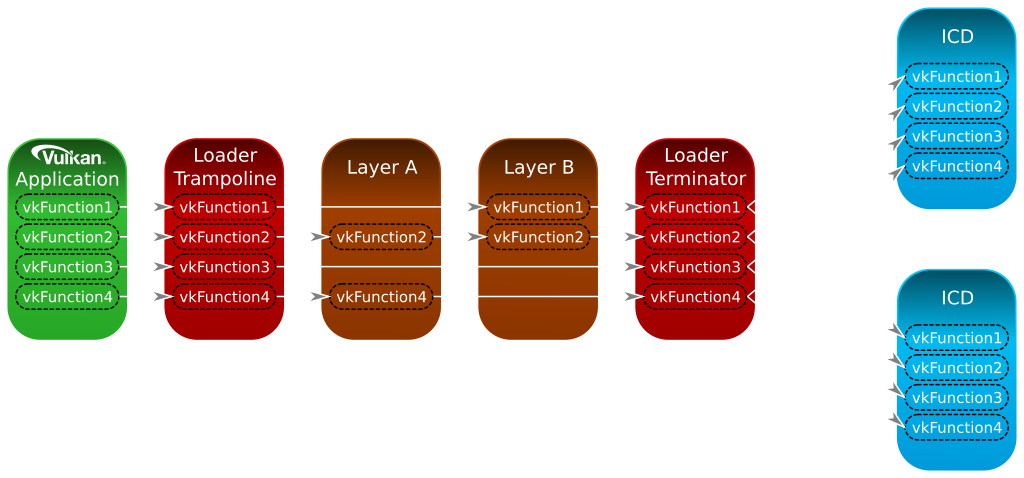 Vulkan
Application
vkFunction1
vkFunction2
vkFunction3
vkFunction4
Loader
Trampoline
vkFunction1
vkFunction2
vkFunction3
vkFunction4
Layer A
vkFunction2
vkFunction4
Layer B
vkFunction1
vkFunction2
Loader
Terminator
vkFunction1
vkFunction2
vkFunction3
vkFunction4
ICD
vkFunction1
vkFunction2
vkFunction3
vkFunction4
ICD
vkFunction1
vkFunction2
vkFunction3
vkFunction4